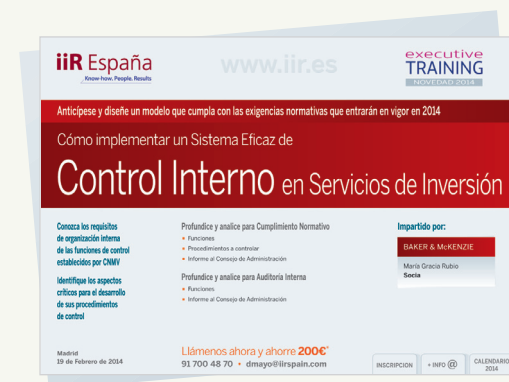 iiR España
Know-how. People. Results
www.iir.es
executive
TRAINING
NOVEDAD 2014
Anticípese y diseñe un modelo que cumpla con las exigencias normativas que entrarán en vigor en 2014
Cómo implementar un Sistema Eficaz de
Control Interno en Servicios de Inversión
Conozca los requisitos
de organización interna
de las funciones de control
establecidos por CNMV
Identifique los aspectos
críticos para el desarrollo
de sus procedimientos
de control
Profundice y analice para Cumplimiento Normativo
• Funciones
• Procedimientos a controlar
• Informe al Consejo de Administración
Profundice y analice para Auditoría Interna
• Funciones
• Informe al Consejo de Administración
Impartido por:
BAKER & McKENZIE
María Gracia Rubio
Socia
Madrid
19 de Febrero de 2014
Llámenos ahora y ahorre 200€*
91 700 48 70 • dmayo@iirspain.com
INSCRIPCION
+ INFO @
CALENDARIO
2014